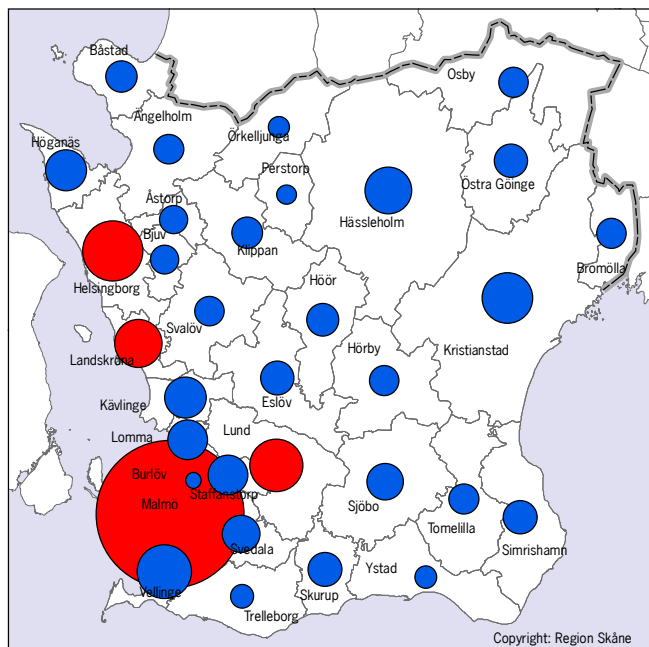 Båstad
Osby
Ängelholm
Örkelljunga
Höganäs
Perstorp
Östra Göinge
Åstorp
Hässleholm
Bjuv
Klippan
Höör
Bromölla
Helsingborg
Svalöv
Hörby
Kristianstad
Landskrona
Kävlinge
Eslöv
Lomma
Lund
Burlöv
Staffanstorp
Malmö
Sjöbo
Tomelilla
Simrishamn
Svedala
Ystad
Vellinge
Skurup
Trelleborg
Copyright: Region Skåne